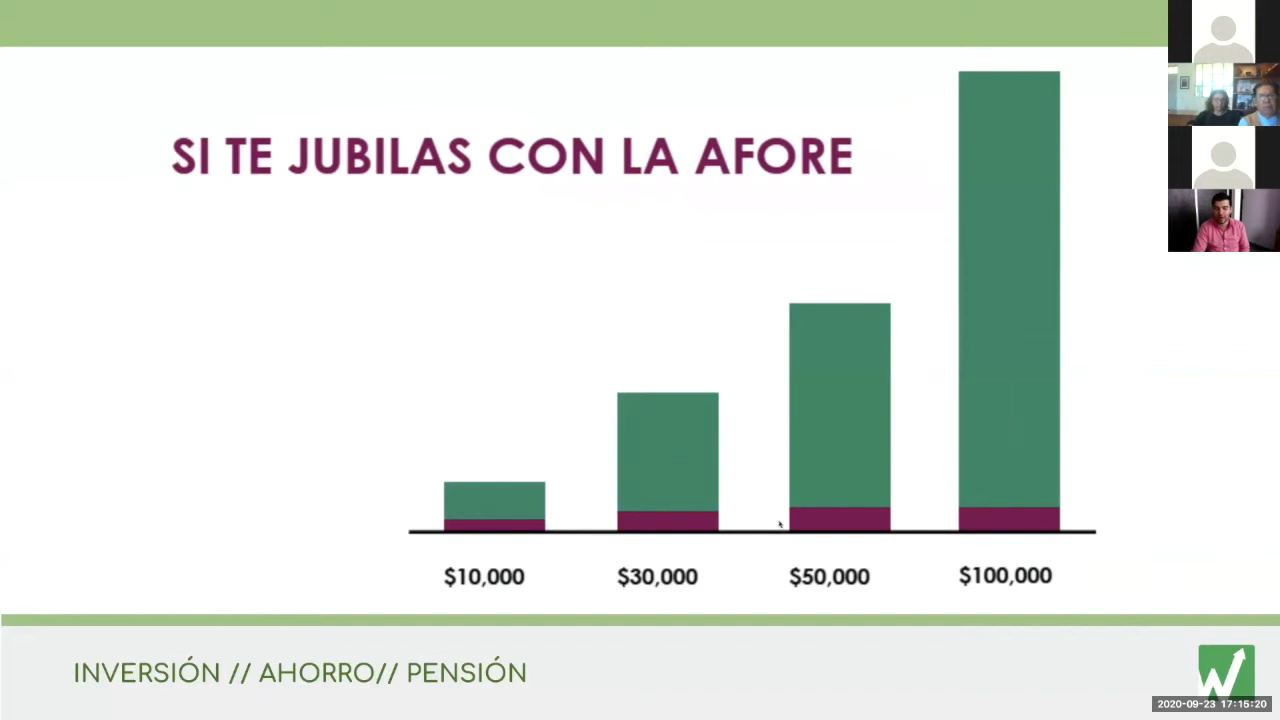 SI TE JUBILAS CON LA AFORE
$10,000
$30,000
$50,000
$100,000
INVERSIÓN // AHORRO// PENSIÓN
W
2020-09-23 17:15:20